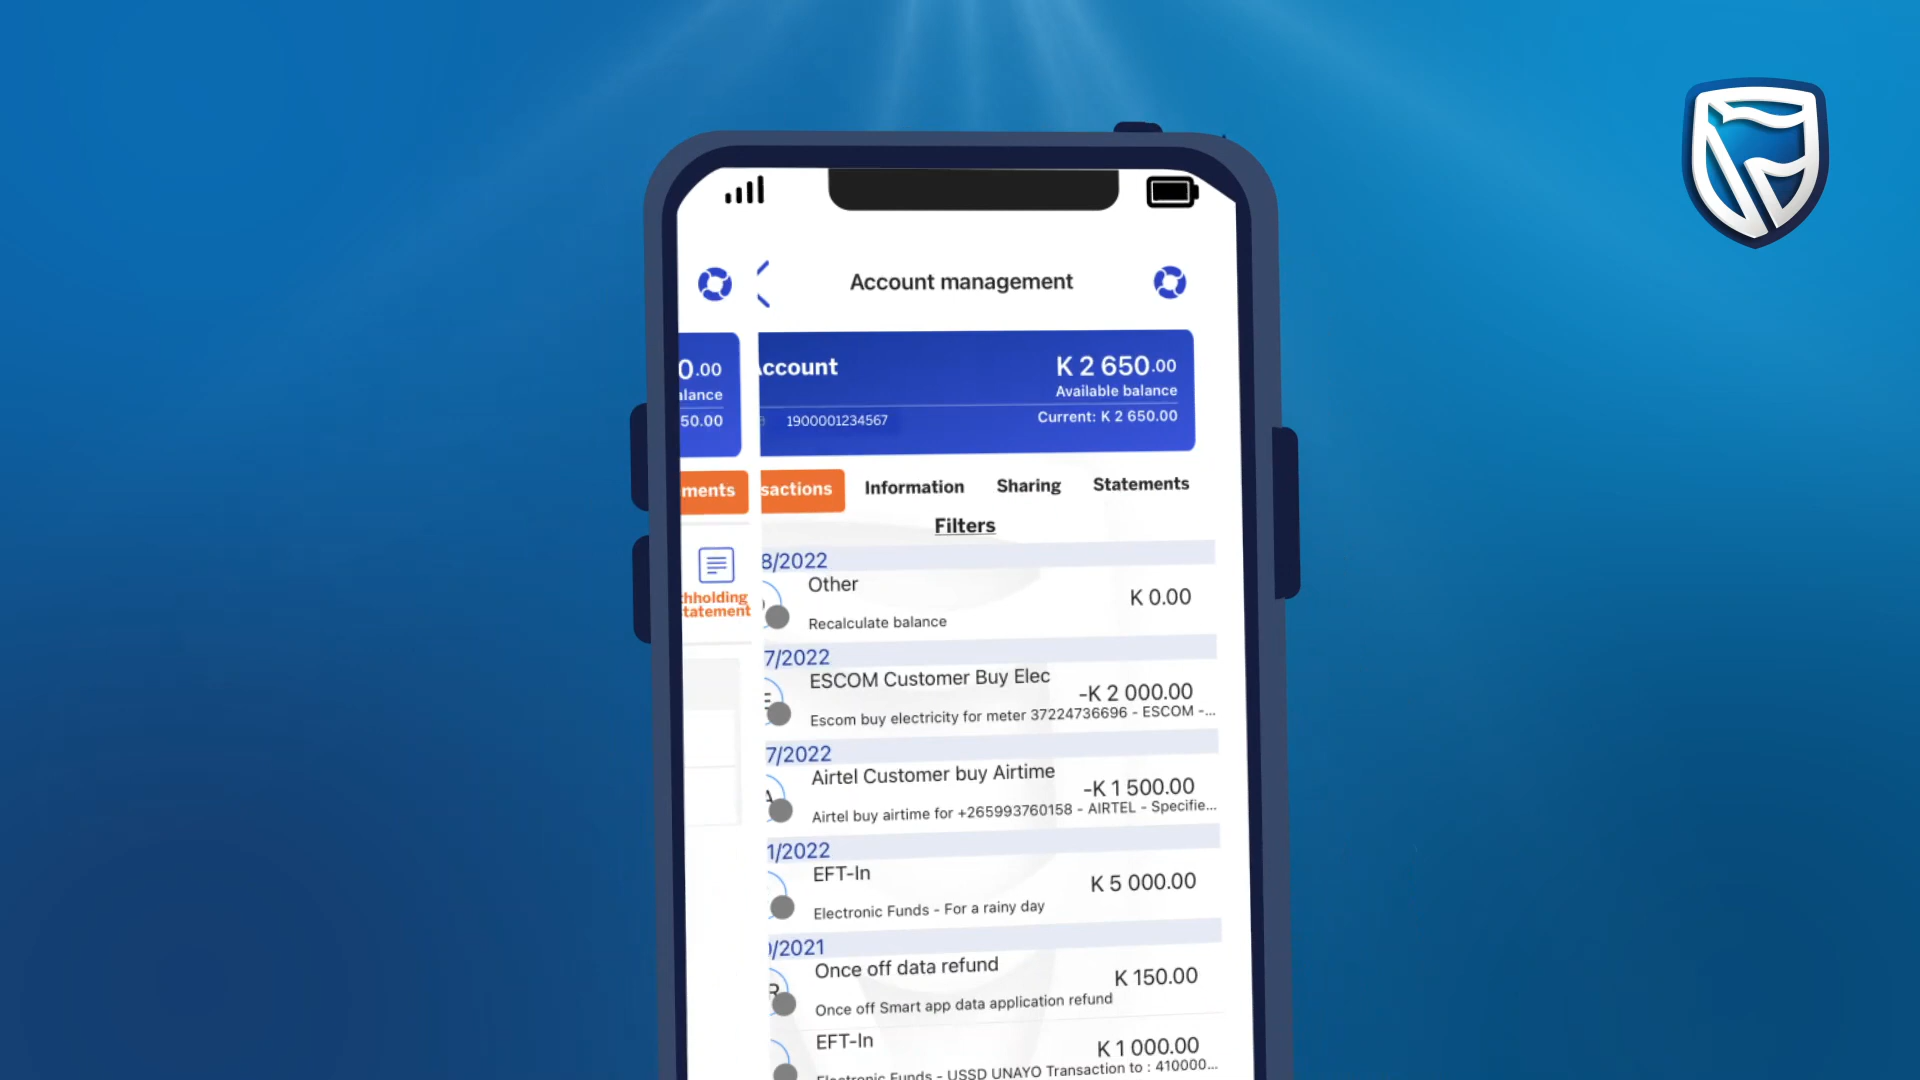 Account management
0.00
alance
50.00
ccount
K 2 650.00
Available balance
1900001234567
Current: K 2 650.00
ments
sactions
Information
Sharing
Statements
Filters
hholding
tatement
8/2022
Other
K 0.00
Recalculate balance
7/2022
ESCOM Customer Buy Elec
-K 2 000.00
Escom buy electricity for meter 37224736696 - ESCOM -...
7/2022
A
Airtel Customer buy Airtime
-K 1 500.00
Airtel buy airtime for +265993760158 - AIRTEL - Specifie...
1/2022
EFT-In
K 5 000.00
Electronic Funds - For a rainy day
0/2021
R
Once off data refund
K 150.00
Once off Smart app data application refund
EFT-In
K 1 000.00
Electronic Funds - USSD UNAYO Transaction to : 410000...